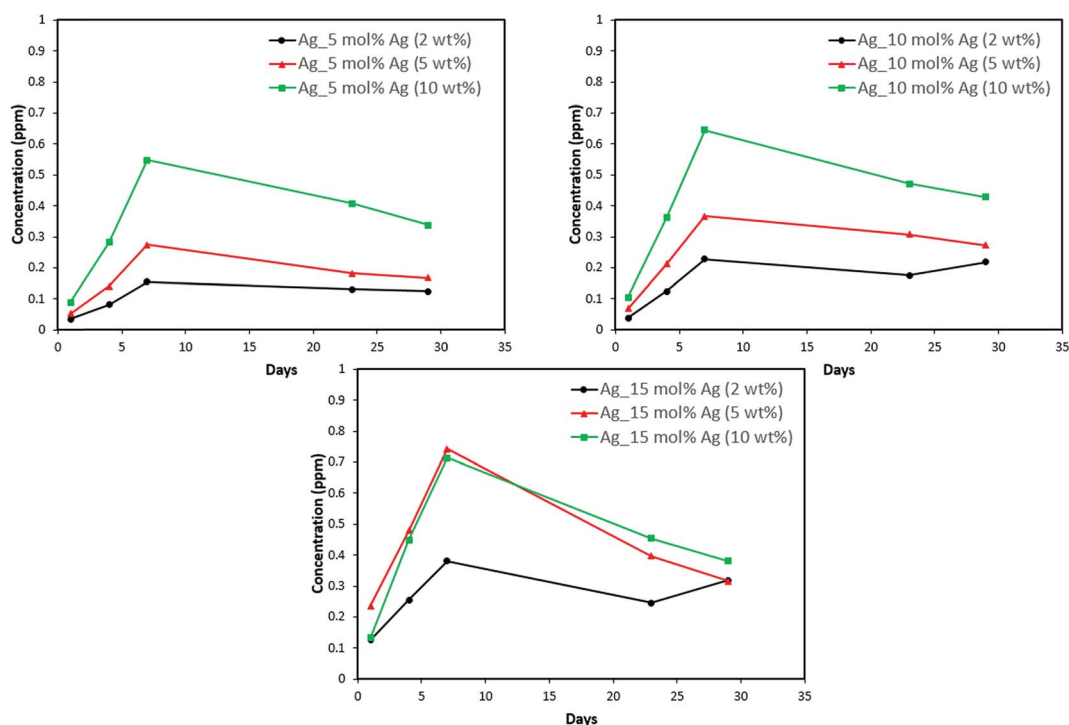 1
0.9
0.8
0.7
0.6
0.5
0.4
0.3
0.2
0.1
0
Concentration (ppm)
Ag_5 mol% Ag (2 wt%)
Ag_5 mol% Ag (5 wt%)
Ag_5 mol% Ag (10 wt%)
0 5 10 15 20 25 30 35
Days
1
0.9
0.8
0.7
0.6
0.5
0.4
0.3
0.2
0.1
0
Concentration (ppm)
Ag_10 mol% Ag (2 wt%)
Ag_10 mol% Ag (5 wt%)
Ag_10 mol% Ag (10 wt%)
0 5 10 15 20 25 30 35
Days
1
0.9
0.8
0.7
0.6
0.5
0.4
0.3
0.2
0.1
0
Concentration (ppm)
Ag_15 mol% Ag (2 wt%)
Ag_15 mol% Ag (5 wt%)
Ag_15 mol% Ag (10 wt%)
0 5 10 15 20 25 30 35
Days